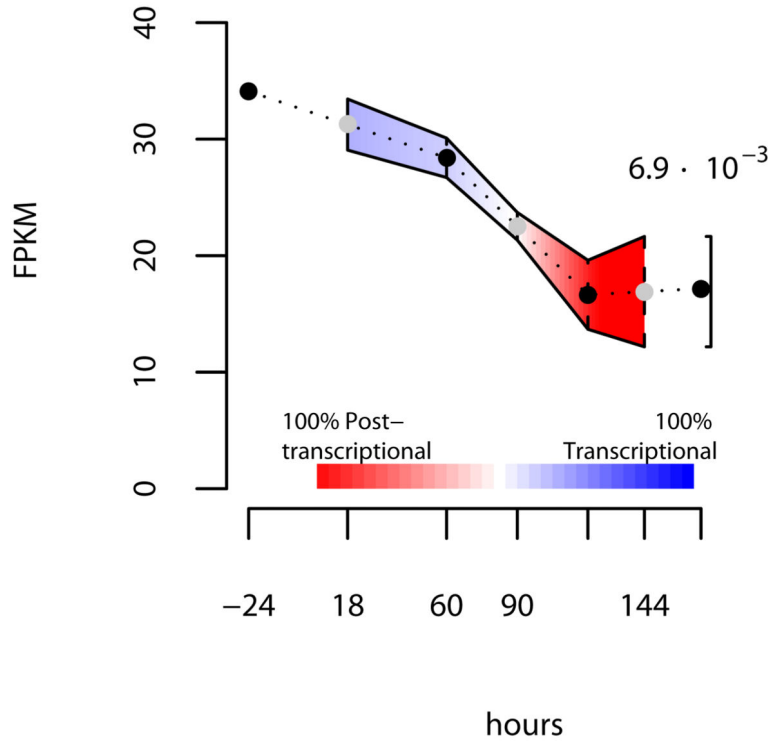 40
30
20
10
0
FPKM
6.9 · 10⁻³
100% Post−
transcriptional
100%
Transcriptional
−24 18 60 90 144
hours